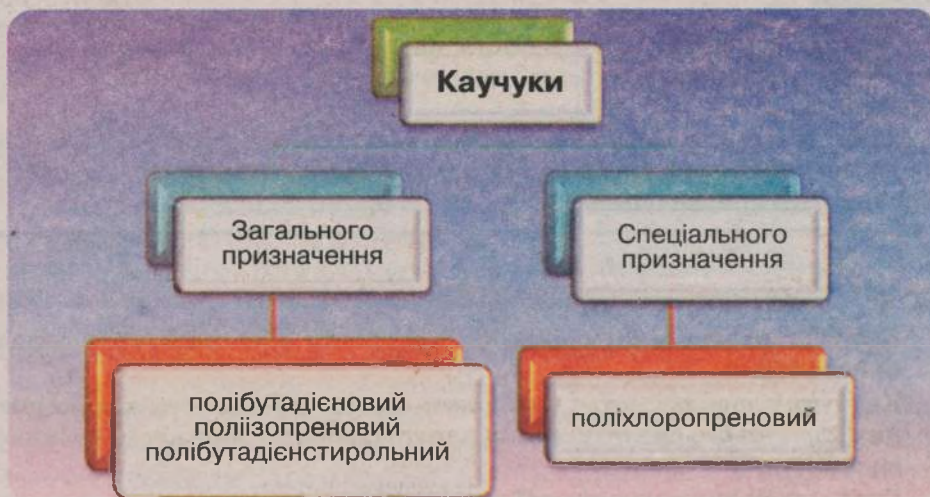 Каучуки
Загального
призначення
Спеціального
призначення
полібутадієновий
поліізопреновий
полібутадієнстирольний
поліхлоропреновий